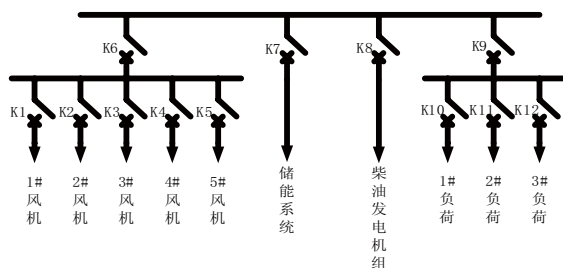 K6
K7
K8
K9
K1
K2
K3
K4
K5
K10
K11
K12
1#风机
2#风机
3#风机
4#风机
5#风机
储能系统
柴油发电机组
1#负荷
2#负荷
3#负荷